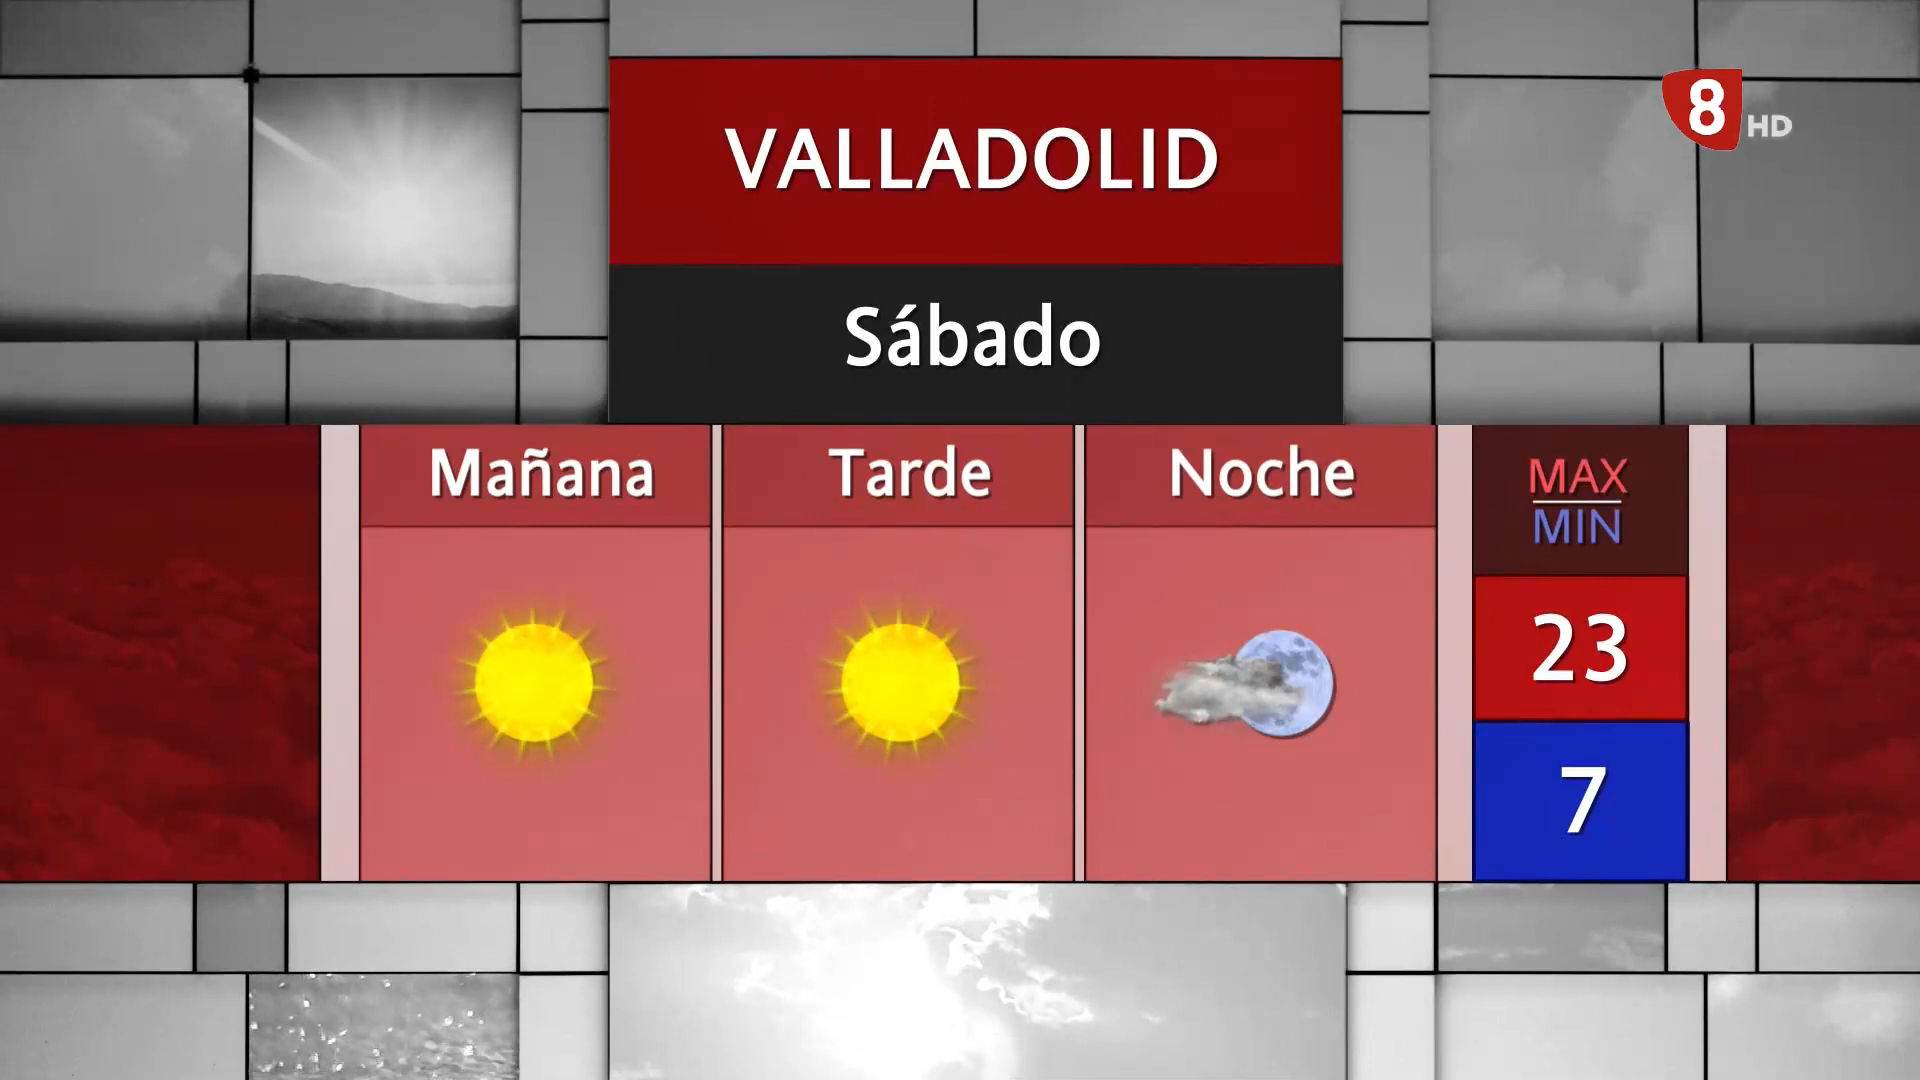 VALLADOLID
8 HD
Sábado
Mañana
Tarde
Noche
MAX
MIN
23
7